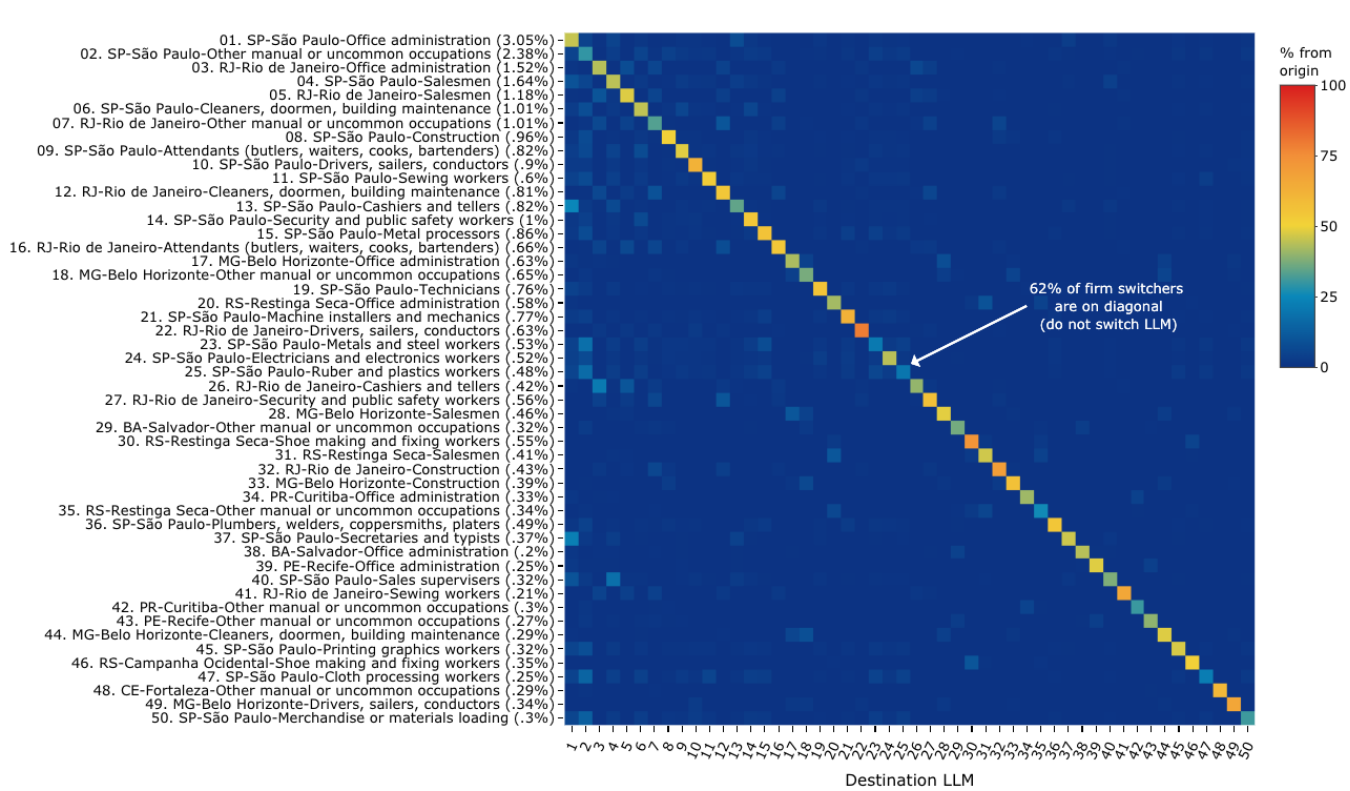 01. SP-São Paulo-Office administration (3.05%)
02. SP-São Paulo-Other manual or uncommon occupations (2.38%)
03. RJ-Rio de Janeiro-Office administration (1.52%)
04. SP-São Paulo-Salesmen (1.64%)
05. RJ-Rio de Janeiro-Salesmen (1.18%)
06. SP-São Paulo-Cleaners, doormen, building maintenance (1.01%)
07. RJ-Rio de Janeiro-Other manual or uncommon occupations (1.01%)
08. SP-São Paulo-Construction (.96%)
09. SP-São Paulo-Attendants (butlers, waiters, cooks, bartenders) (.82%)
10. SP-São Paulo-Drivers, sailers, conductors (.9%)
11. SP-São Paulo-Sewing workers (.6%)
12. RJ-Rio de Janeiro-Cleaners, doormen, building maintenance (.81%)
13. SP-São Paulo-Cashiers and tellers (.82%)
14. SP-São Paulo-Security and public safety workers (1%)
15. SP-São Paulo-Metal processors (.86%)
16. RJ-Rio de Janeiro-Attendants (butlers, waiters, cooks, bartenders) (.66%)
17. MG-Belo Horizonte-Office administration (.63%)
18. MG-Belo Horizonte-Other manual or uncommon occupations (.65%)
19. SP-São Paulo-Technicians (.76%)
20. RS-Restinga Seca-Office administration (.58%)
21. SP-São Paulo-Machine installers and mechanics (.77%)
22. RJ-Rio de Janeiro-Drivers, sailers, conductors (.63%)
23. SP-São Paulo-Metals and steel workers (.53%)
24. SP-São Paulo-Electricians and electronics workers (.52%)
25. SP-São Paulo-Ruber and plastics workers (.48%)
26. RJ-Rio de Janeiro-Cashiers and tellers (.42%)
27. RJ-Rio de Janeiro-Security and public safety workers (.56%)
28. MG-Belo Horizonte-Salesmen (.46%)
29. BA-Salvador-Other manual or uncommon occupations (.32%)
30. RS-Restinga Seca-Shoe making and fixing workers (.55%)
31. RS-Restinga Seca-Salesmen (.41%)
32. RJ-Rio de Janeiro-Construction (.43%)
33. MG-Belo Horizonte-Construction (.39%)
34. PR-Curitiba-Office administration (.33%)
35. RS-Restinga Seca-Other manual or uncommon occupations (.34%)
36. SP-São Paulo-Plumbers, welders, coppersmiths, platers (.49%)
37. SP-São Paulo-Secretaries and typists (.37%)
38. BA-Salvador-Office administration (.2%)
39. PE-Recife-Office administration (.25%)
40. SP-São Paulo-Sales supervisers (.32%)
41. RJ-Rio de Janeiro-Sewing workers (.21%)
42. PR-Curitiba-Other manual or uncommon occupations (.3%)
43. PE-Recife-Other manual or uncommon occupations (.27%)
44. MG-Belo Horizonte-Cleaners, doormen, building maintenance (.29%)
45. SP-São Paulo-Printing graphics workers (.32%)
46. RS-Campanha Ocidental-Shoe making and fixing workers (.35%)
47. SP-São Paulo-Cloth processing workers (.25%)
48. CE-Fortaleza-Other manual or uncommon occupations (.29%)
49. MG-Belo Horizonte-Drivers, sailers, conductors (.34%)
50. SP-São Paulo-Merchandise or materials loading (.3%)
62% of firm switchers
are on diagonal
(do not switch LLM)
% from
origin
100
75
50
25
0
1 2 3 4 5 6 7 8 9 10 11 12 13 14 15 16 17 18 19 20 21 22 23 24 25 26 27 28 29 30 31 32 33 34 35 36 37 38 39 40 41 42 43 44 45 46 47 48 49 50
Destination LLM